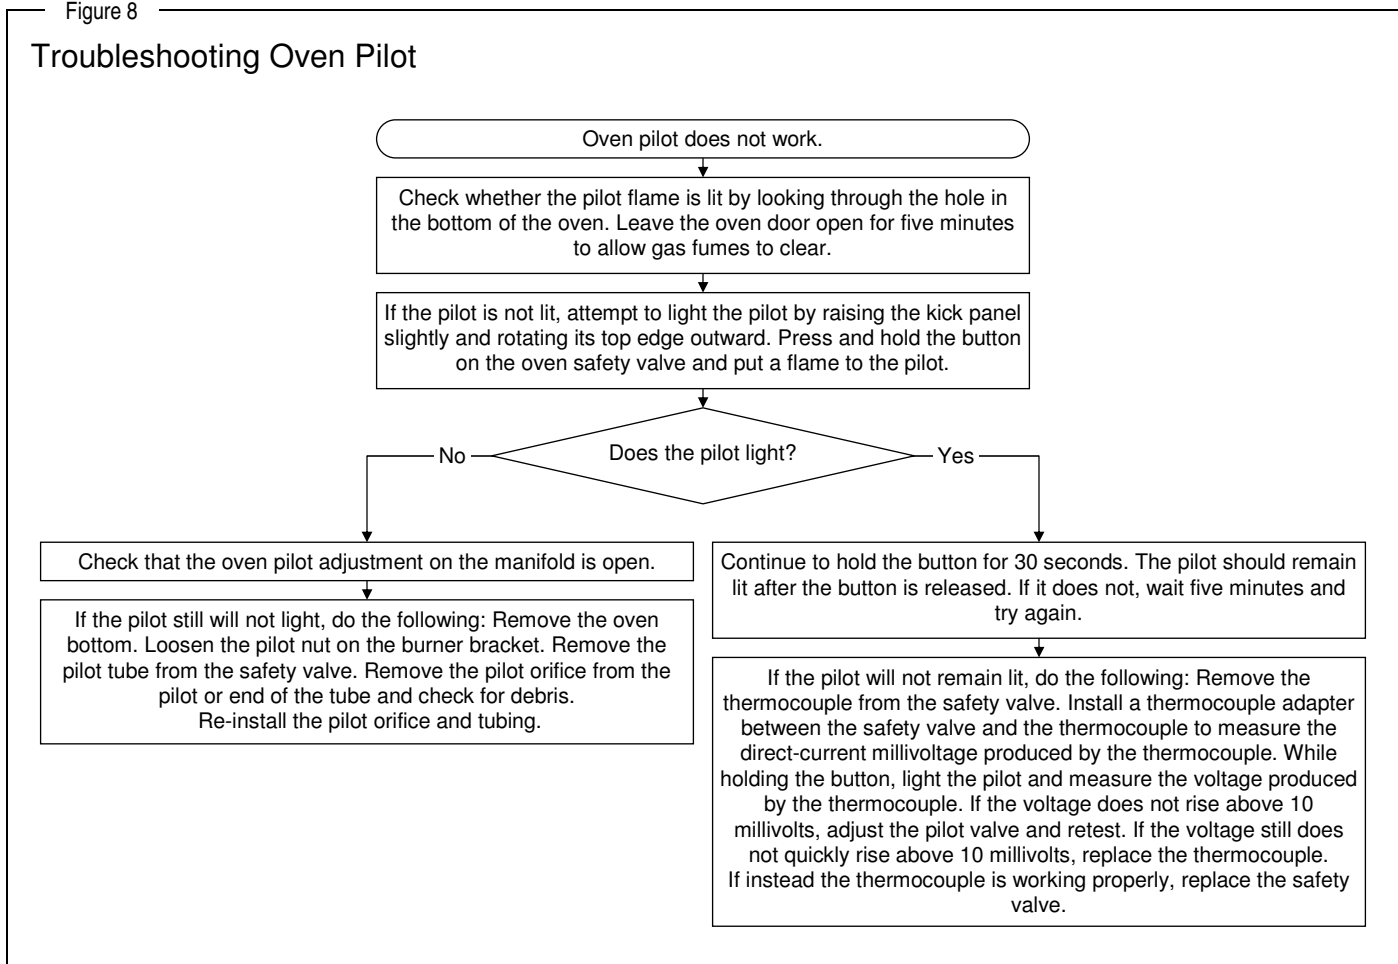 Figure 8
Troubleshooting Oven Pilot
Oven pilot does not work.
Check whether the pilot flame is lit by looking through the hole in
the bottom of the oven. Leave the oven door open for five minutes
to allow gas fumes to clear.
If the pilot is not lit, attempt to light the pilot by raising the kick panel
slightly and rotating its top edge outward. Press and hold the button
on the oven safety valve and put a flame to the pilot.
Does the pilot light?
No
Yes
Check that the oven pilot adjustment on the manifold is open.
If the pilot still will not light, do the following: Remove the oven
bottom. Loosen the pilot nut on the burner bracket. Remove the
pilot tube from the safety valve. Remove the pilot orifice from the
pilot or end of the tube and check for debris.
Re-install the pilot orifice and tubing.
Continue to hold the button for 30 seconds. The pilot should remain
lit after the button is released. If it does not, wait five minutes and
try again.
If the pilot will not remain lit, do the following: Remove the
thermocouple from the safety valve. Install a thermocouple adapter
between the safety valve and the thermocouple to measure the
direct-current millivoltage produced by the thermocouple. While
holding the button, light the pilot and measure the voltage produced
by the thermocouple. If the voltage does not rise above 10
millivolts, adjust the pilot valve and retest. If the voltage still does
not quickly rise above 10 millivolts, replace the thermocouple.
If instead the thermocouple is working properly, replace the safety
valve.